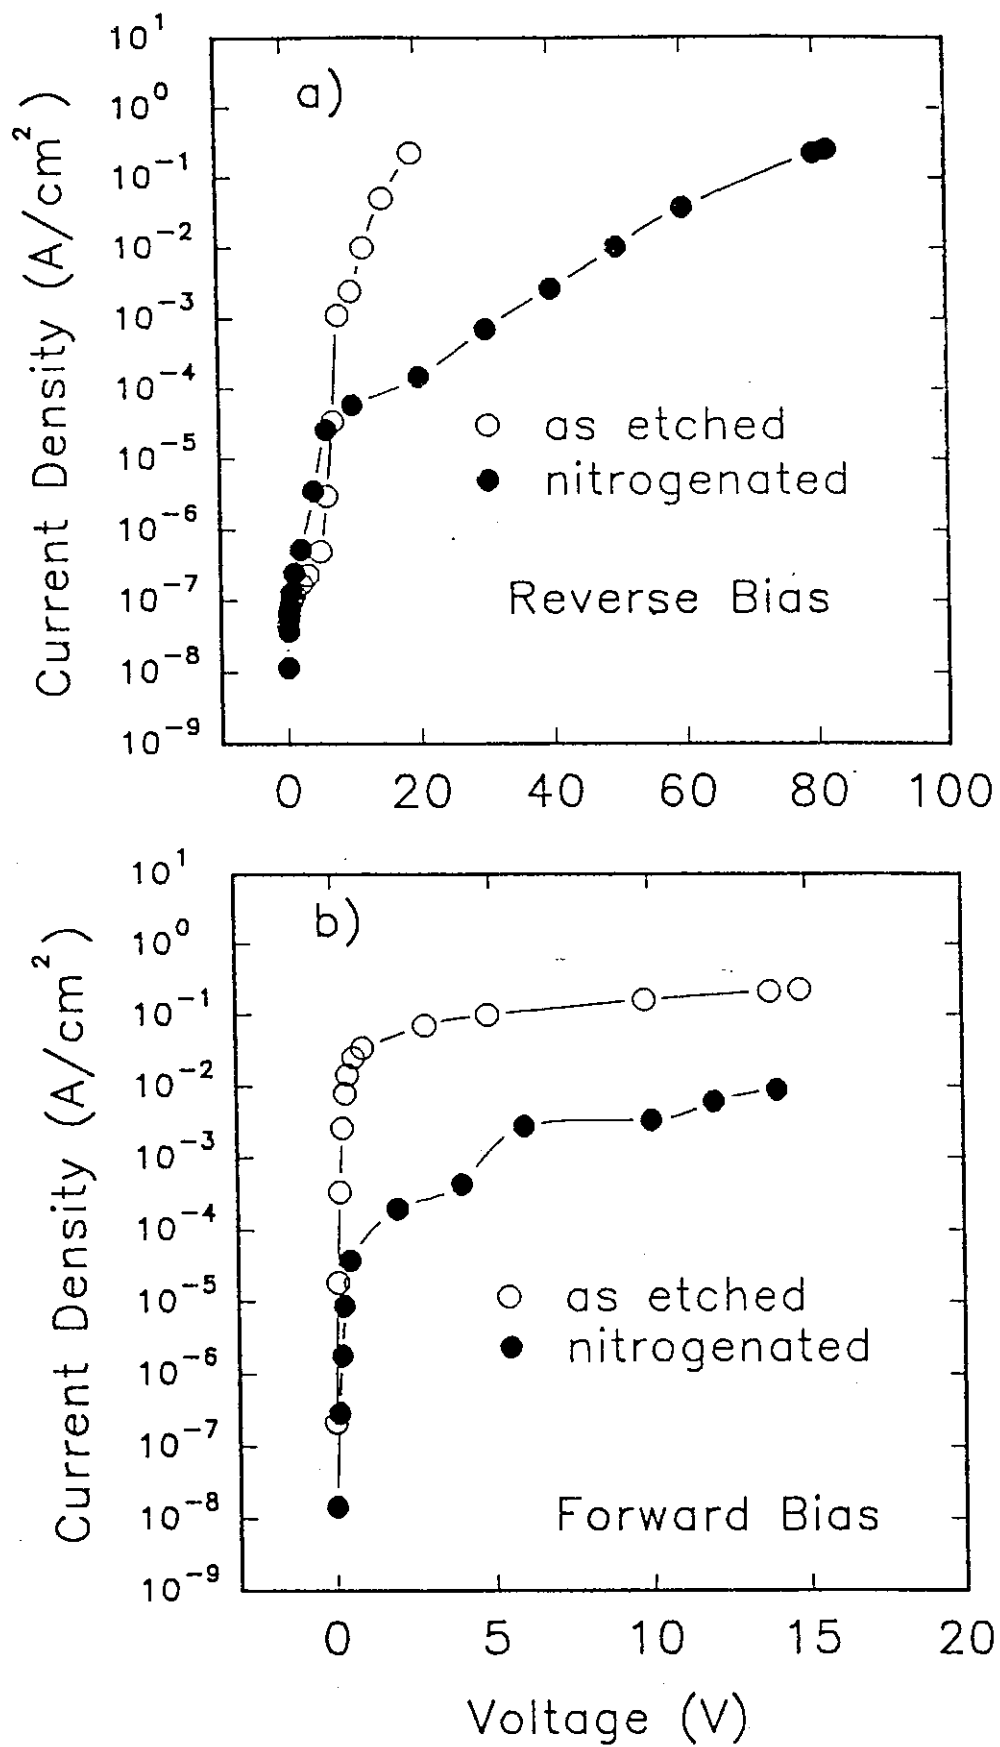 a)
10^1
10^0
10^-1
10^-2
10^-3
10^-4
10^-5
10^-6
10^-7
10^-8
10^-9
Current Density (A/cm^2)
as etched
nitrogenated
Reverse Bias
0 20 40 60 80 100
b)
10^1
10^0
10^-1
10^-2
10^-3
10^-4
10^-5
10^-6
10^-7
10^-8
10^-9
Current Density (A/cm^2)
as etched
nitrogenated
Forward Bias
0 5 10 15 20
Voltage (V)